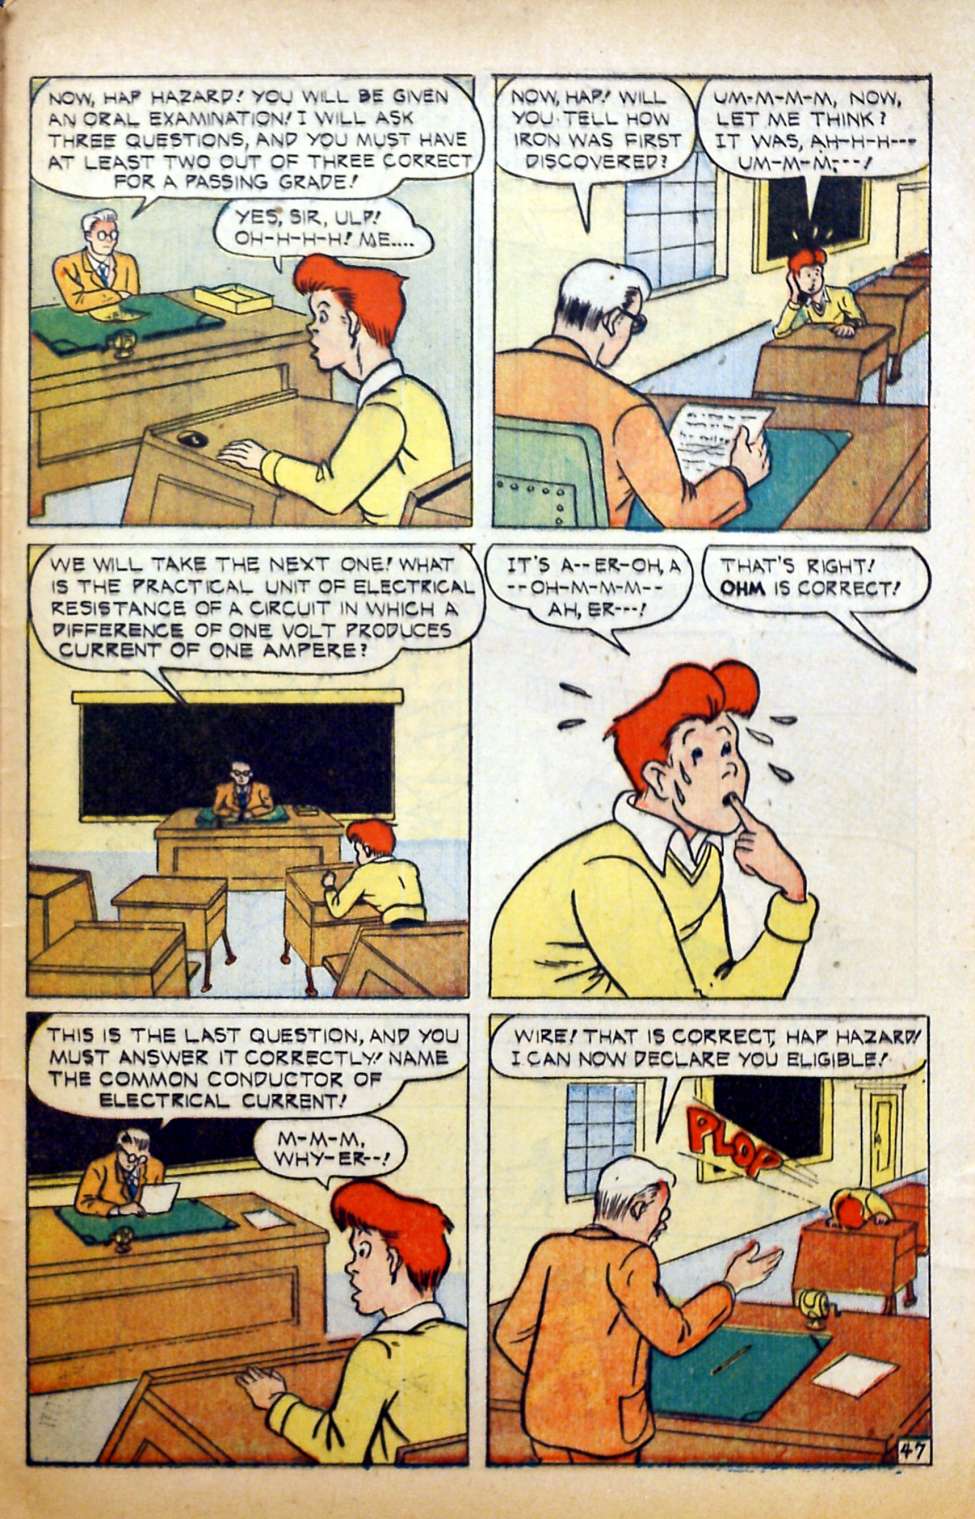 NOW, HAP HAZARD! YOU WILL BE GIVEN
AN ORAL EXAMINATION! I WILL ASK
THREE QUESTIONS, AND YOU MUST HAVE
AT LEAST TWO OUT OF THREE CORRECT
FOR A PASSING GRADE!
YES, SIR, ULP!
OH-H-H-H! ME....
NOW, HAP! WILL
YOU TELL HOW
IRON WAS FIRST
DISCOVERED?
UM-M-M-M, NOW,
LET ME THINK?
IT WAS, AH-H-H---
UM-M-M;---!
WE WILL TAKE THE NEXT ONE! WHAT
IS THE PRACTICAL UNIT OF ELECTRICAL
RESISTANCE OF A CIRCUIT IN WHICH A
DIFFERENCE OF ONE VOLT PRODUCES
CURRENT OF ONE AMPERE?
IT'S A--ER-OH, A
--OH-M-M-M--
AH, ER---!
THAT'S RIGHT!
OHM IS CORRECT!
THIS IS THE LAST QUESTION, AND YOU
MUST ANSWER IT CORRECTLY! NAME
THE COMMON CONDUCTOR OF
ELECTRICAL CURRENT!
M-M-M,
WHY-ER--!
WIRE! THAT IS CORRECT, HAP HAZARD!
I CAN NOW DECLARE YOU ELIGIBLE!
PLOP
47